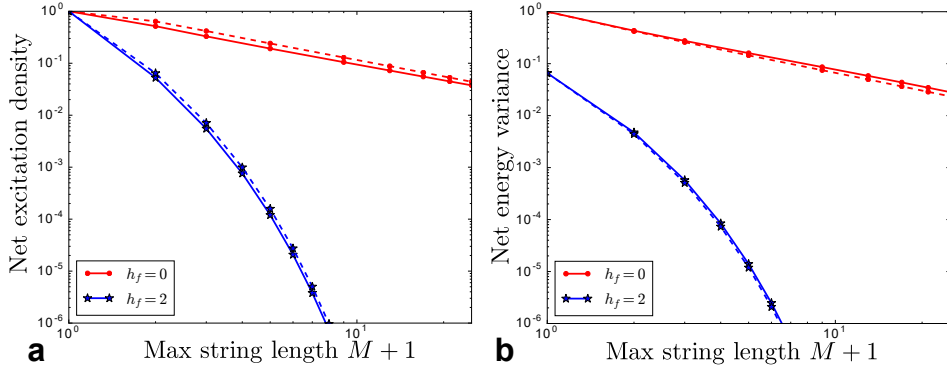 Net excitation density
10^0
10^-1
10^-2
10^-3
10^-4
10^-5
10^-6
h_f = 0
h_f = 2
10^0
10^1
Max string length M + 1
a
Net energy variance
10^0
10^-1
10^-2
10^-3
10^-4
10^-5
10^-6
h_f = 0
h_f = 2
10^0
10^1
Max string length M + 1
b